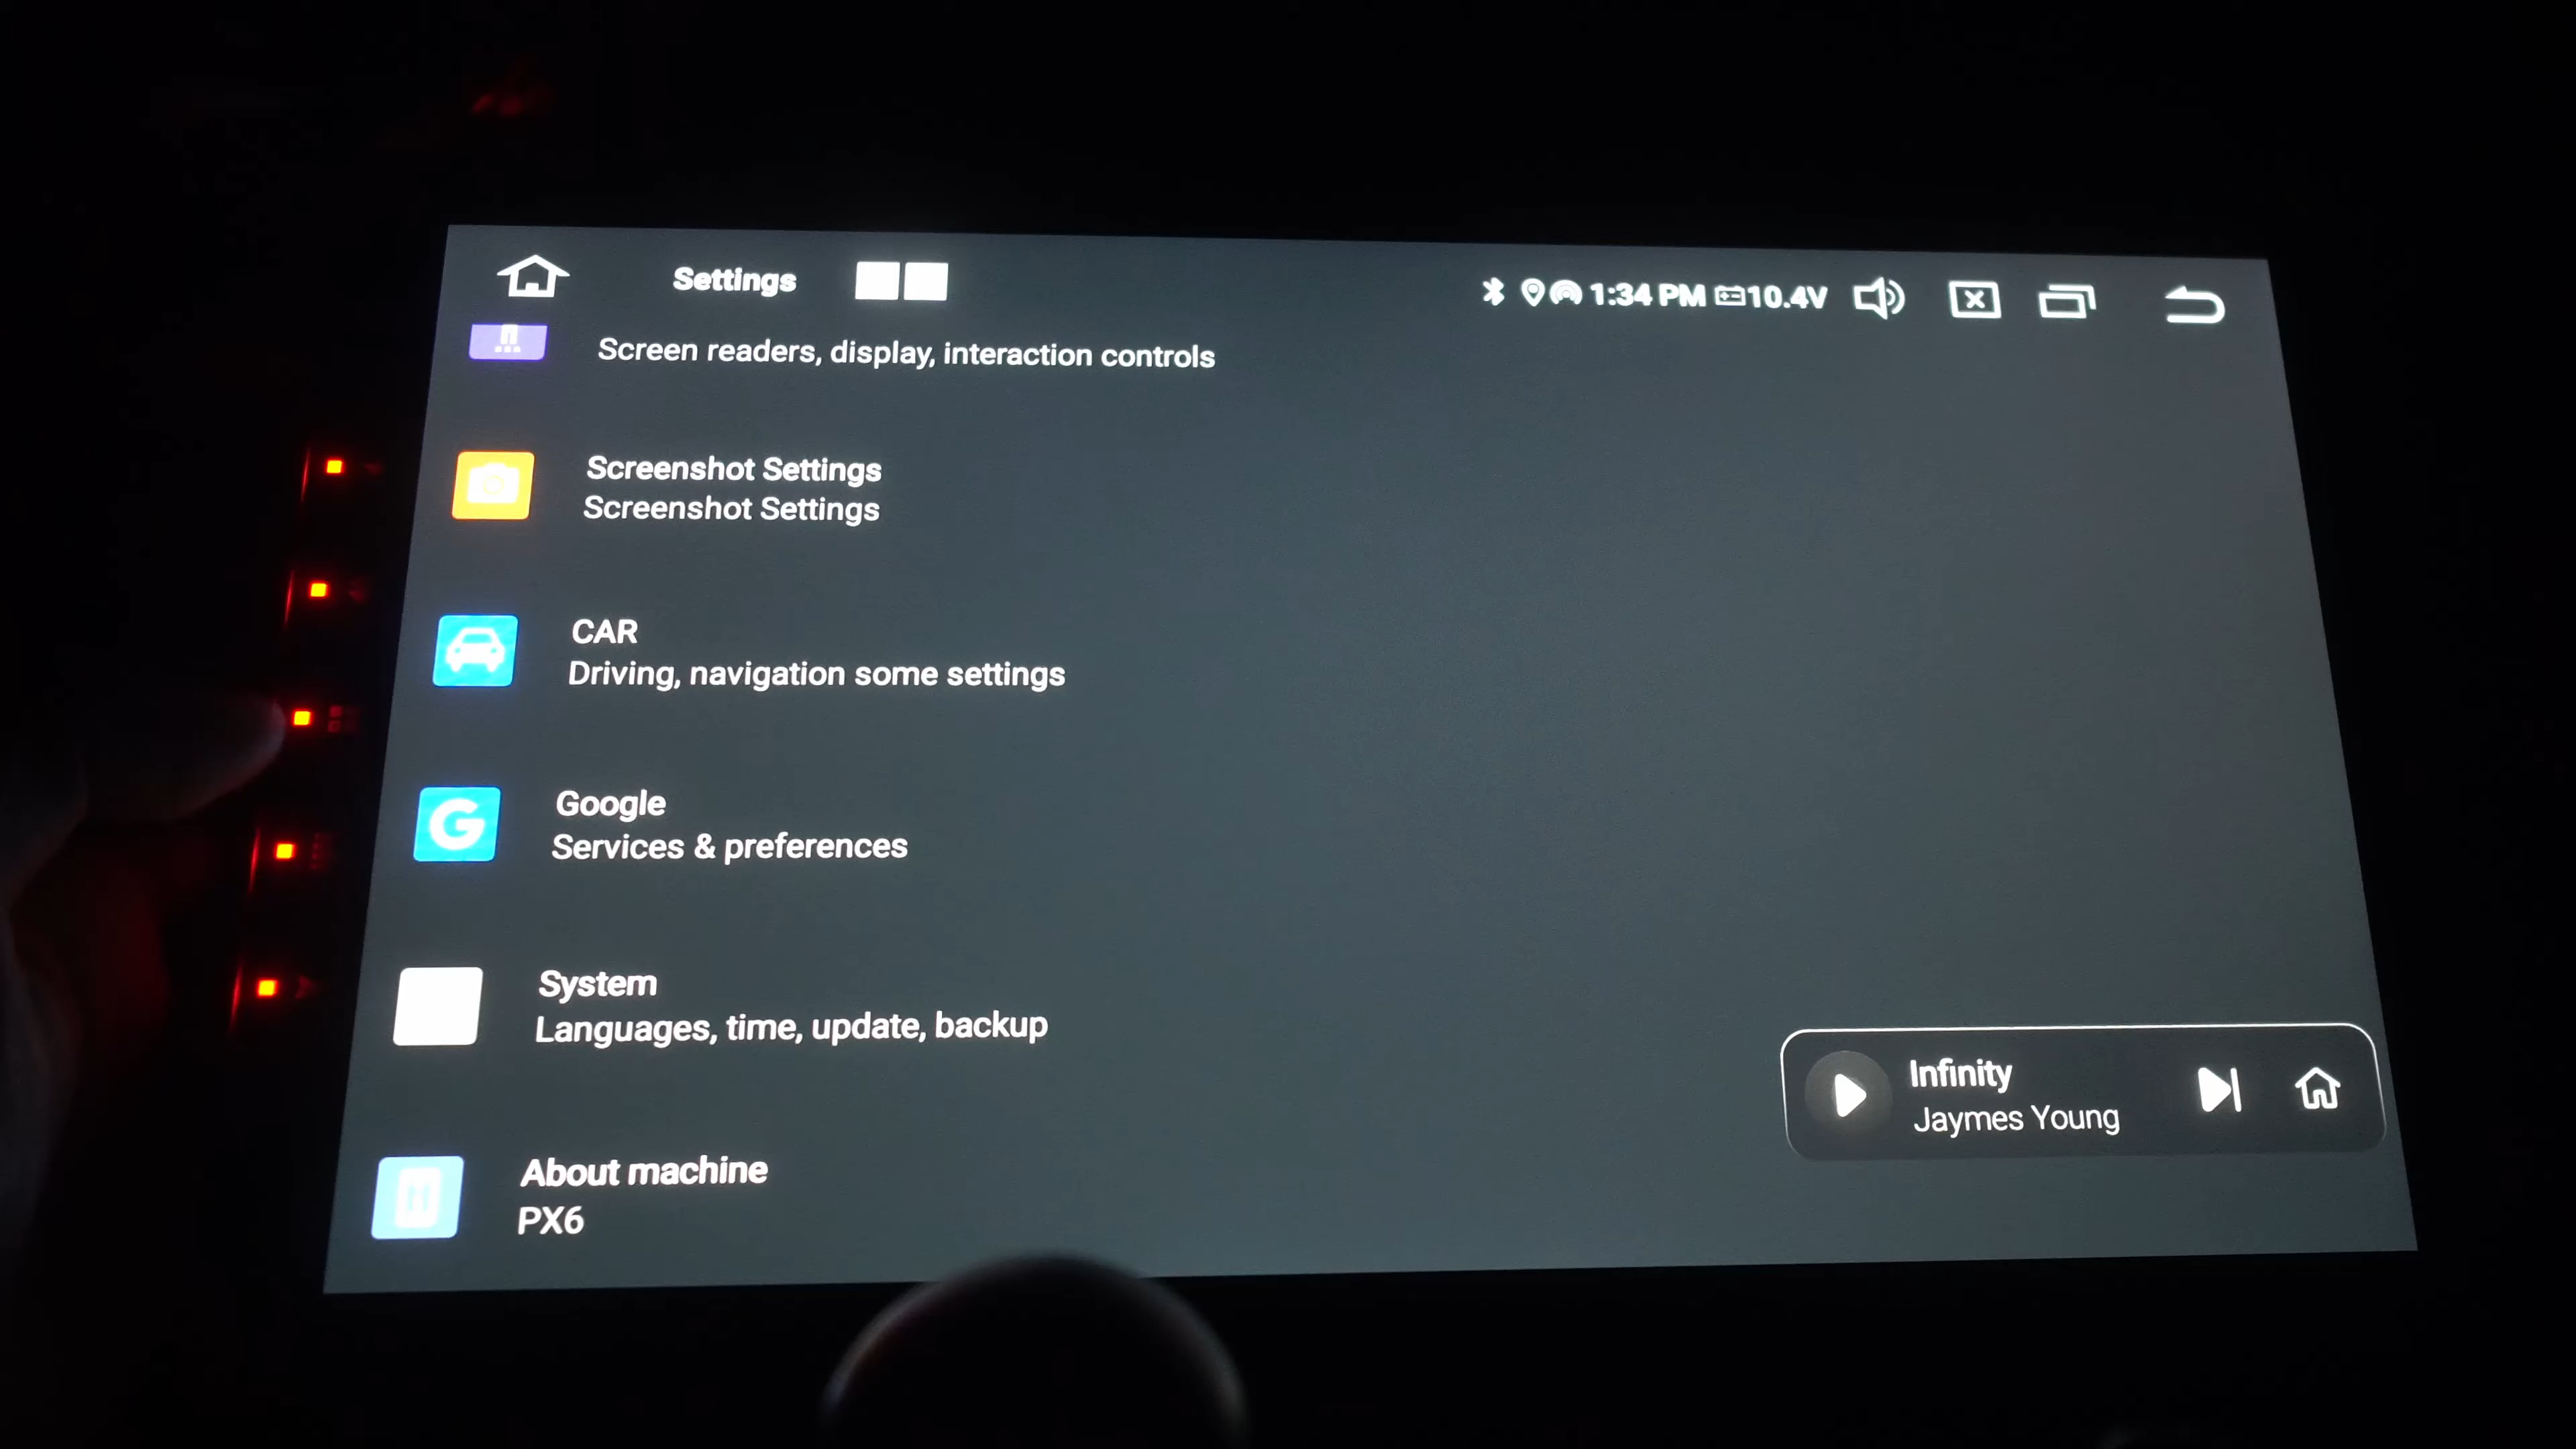 Settings
1:34 PM 10.4V
Screen readers, display, interaction controls
Screenshot Settings
Screenshot Settings
CAR
Driving, navigation some settings
Google
Services & preferences
System
Languages, time, update, backup
About machine
PX6
Infinity
Jaymes Young